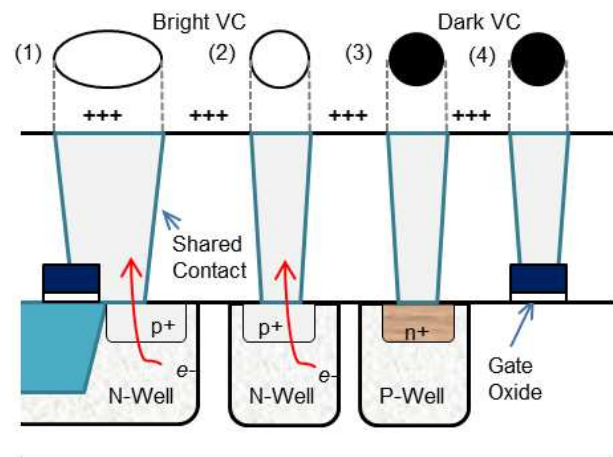 Bright VC
Dark VC
(1)
(2)
(3)
(4)
+++
+++
+++
+++
Shared
Contact
p+
p+
n+
e-
e-
N-Well
N-Well
P-Well
Gate
Oxide